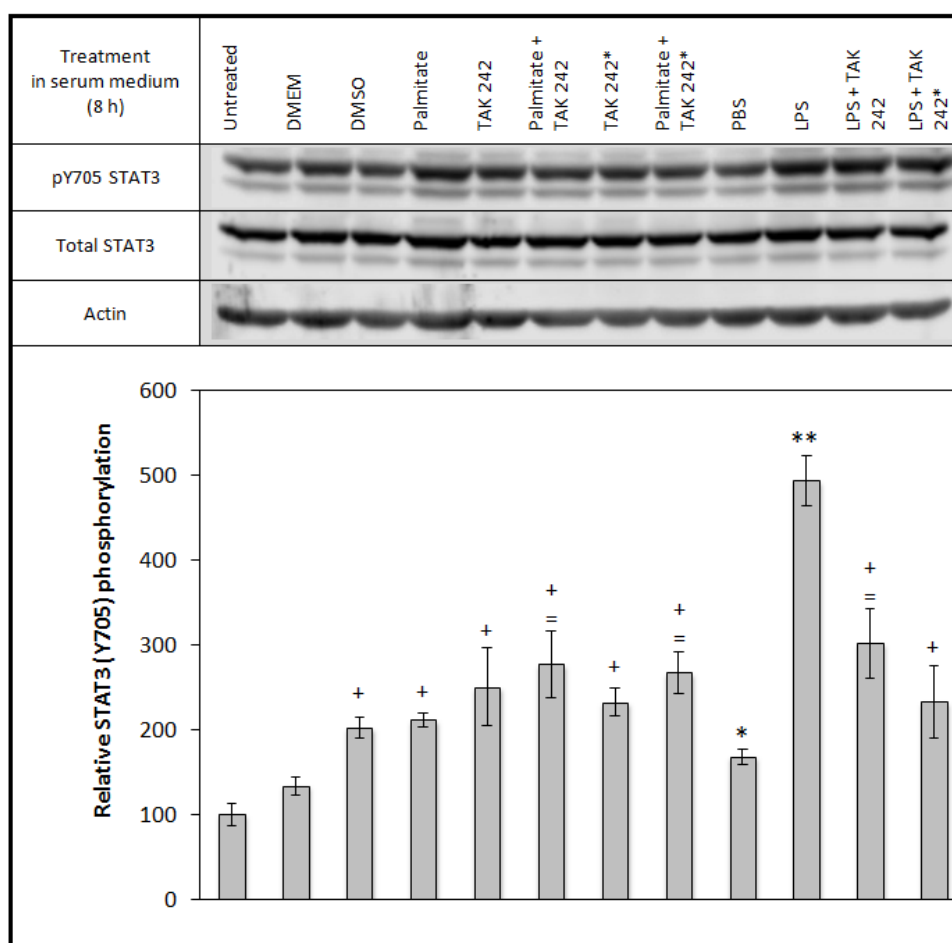 Treatment
in serum medium
(8 h)
Untreated
DMEM
DMSO
Palmitate
TAK 242
Palmitate +
TAK 242
TAK 242*
Palmitate +
TAK 242*
PBS
LPS
LPS + TAK
242
LPS + TAK
242*
pY705 STAT3
Total STAT3
Actin
Relative STAT3 (Y705) phosphorylation
600
500
400
300
200
100
0
+
+
+
+
=
+
+
=
*
**
+
=
+